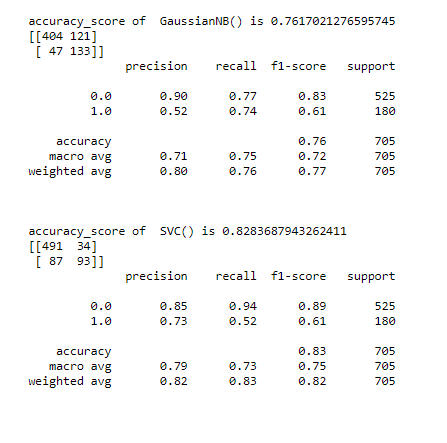 accuracy_score of  GaussianNB() is 0.7617021276595745
[[404 121]
 [ 47 133]]
              precision    recall  f1-score   support

         0.0       0.90      0.77      0.83       525
         1.0       0.52      0.74      0.61       180

    accuracy                           0.76       705
   macro avg       0.71      0.75      0.72       705
weighted avg       0.80      0.76      0.77       705

accuracy_score of  SVC() is 0.8283687943262411
[[491  34]
 [ 87  93]]
              precision    recall  f1-score   support

         0.0       0.85      0.94      0.89       525
         1.0       0.73      0.52      0.61       180

    accuracy                           0.83       705
   macro avg       0.79      0.73      0.75       705
weighted avg       0.82      0.83      0.82       705